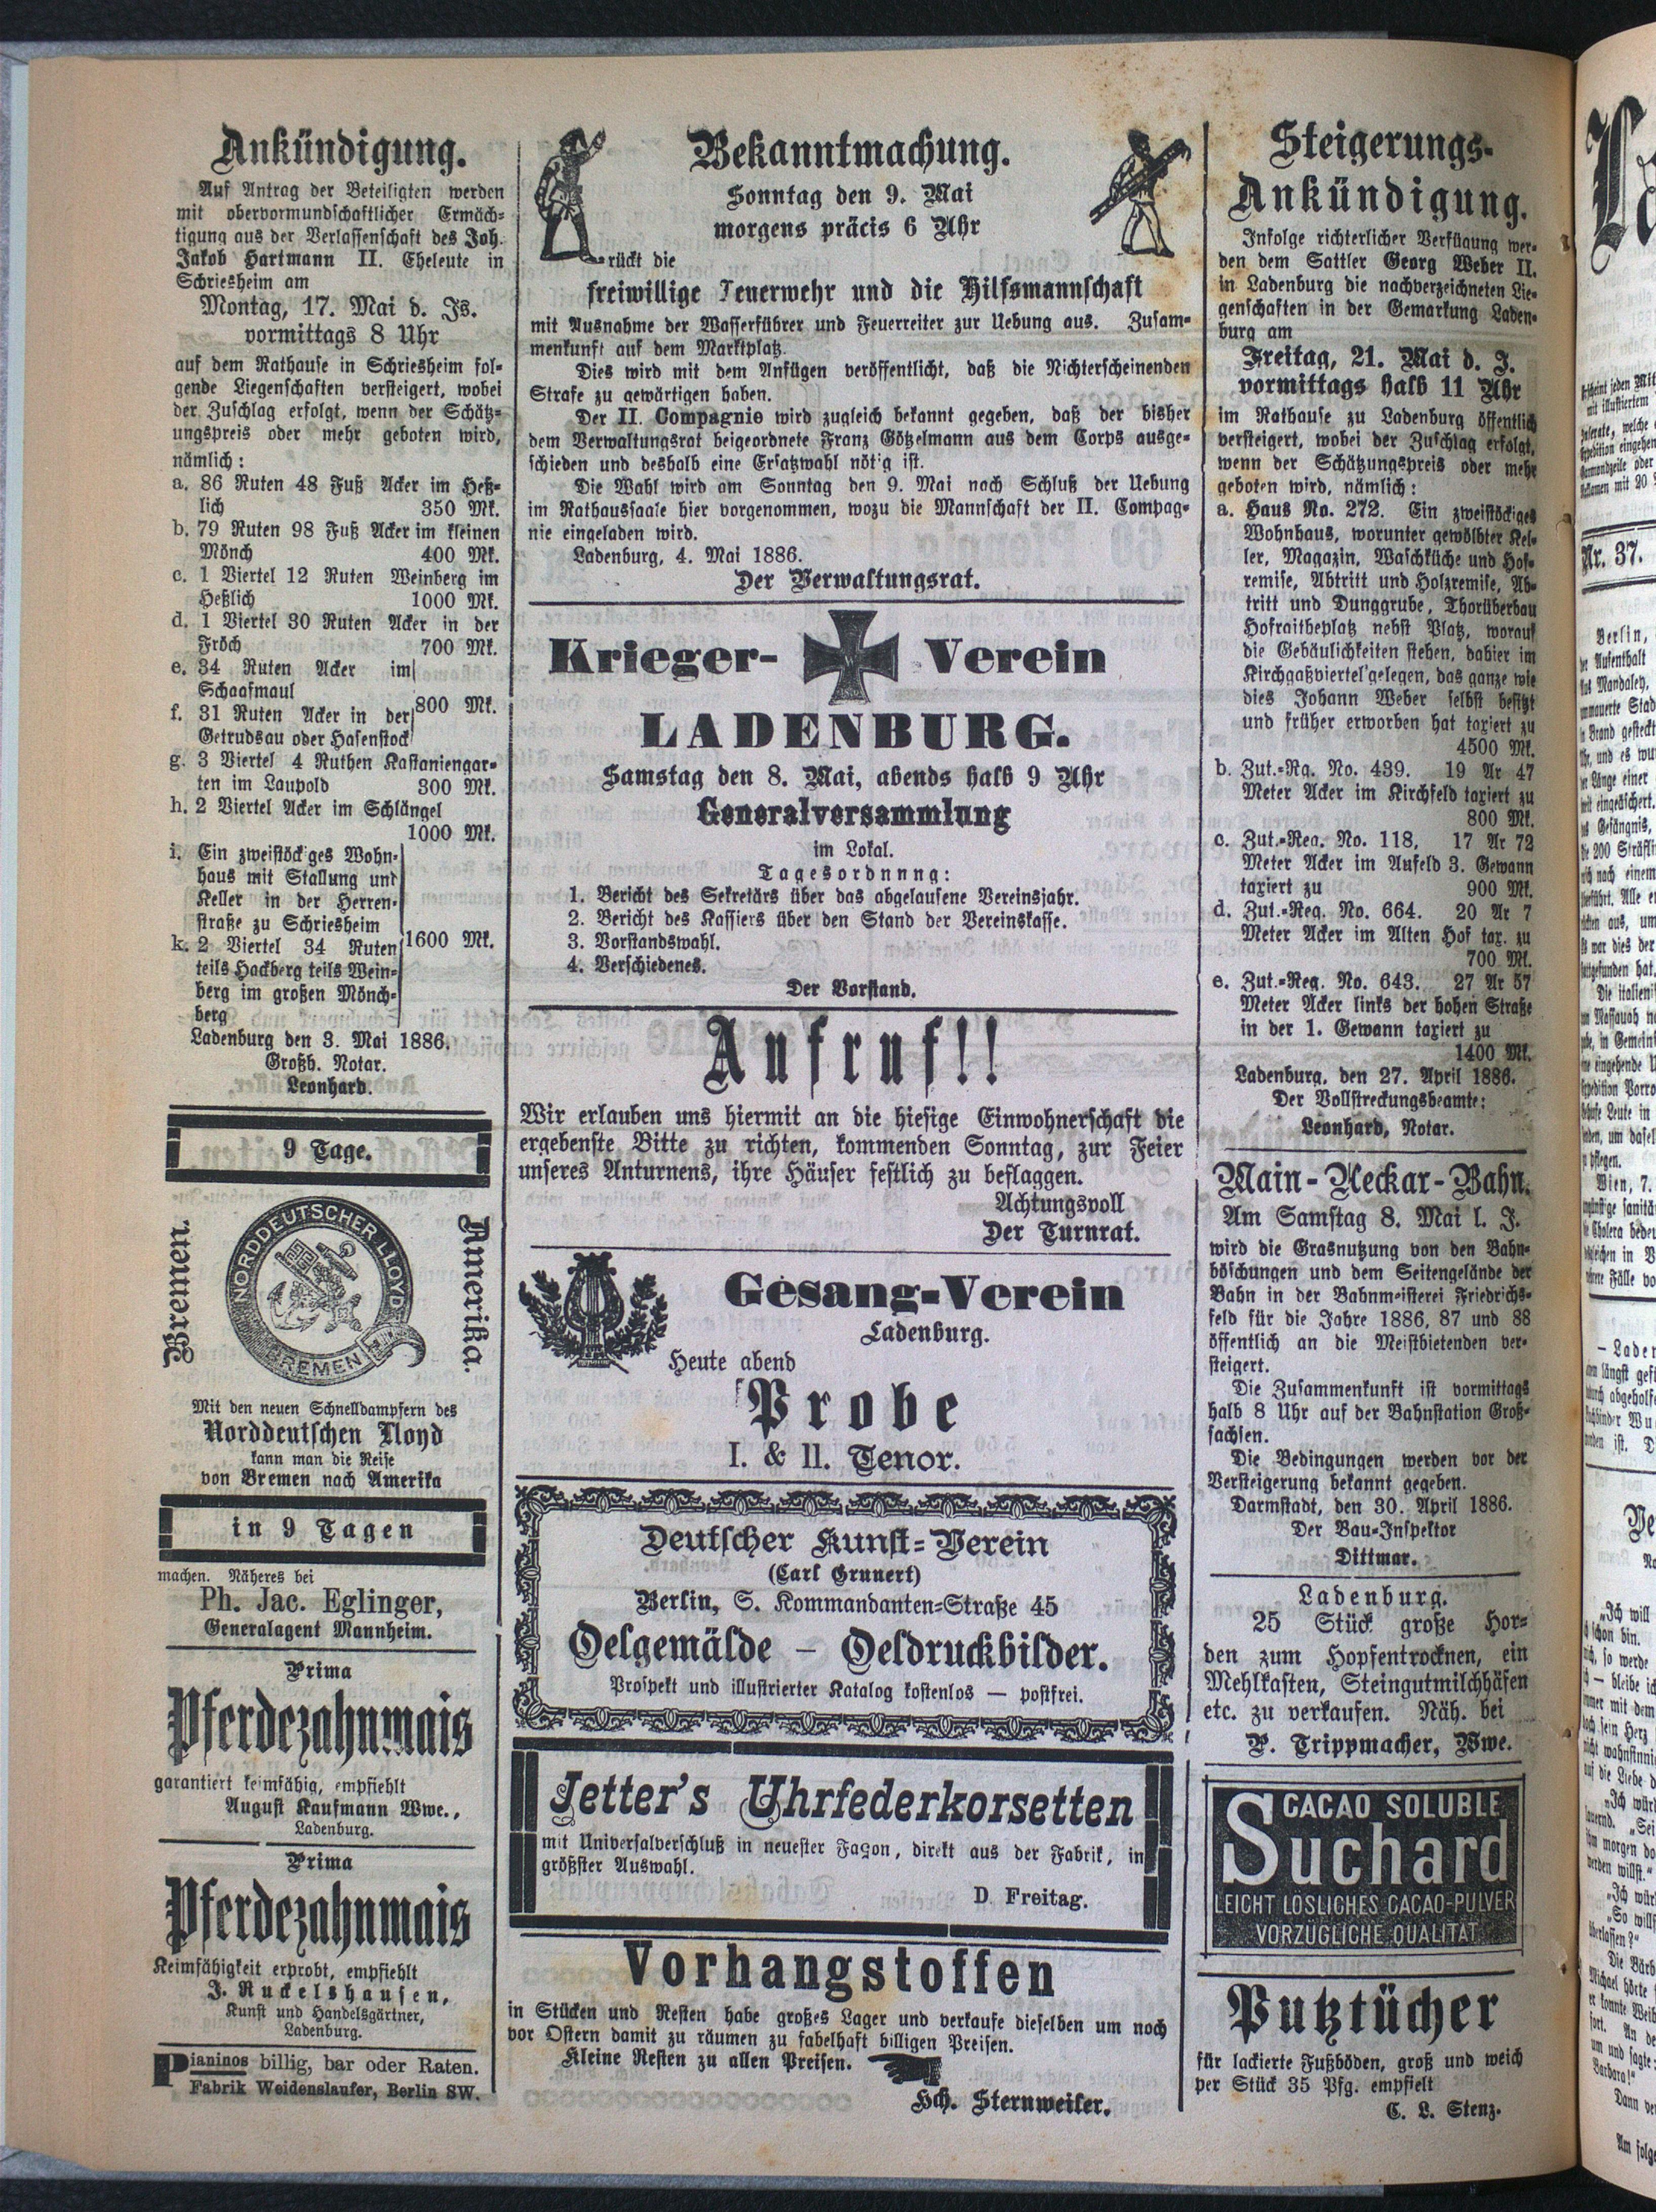 Ankündigung.
Auf Antrag der Beteiligten werden
mit obervormundschaftlicher Ermäch-
tigung aus der Verlassenschaft des Joh.
Jakob Hartmann II. Eheleute in
Schriesheim am
Montag, 17. Mai d. Js.
vormittags 8 Uhr
auf dem Rathause in Schriesheim fol-
gende Liegenschaften versteigert, wobei
der Zuschlag erfolgt, wenn der Schätz-
ungspreis oder mehr geboten wird,
nämlich:
a. 86 Ruten 48 Fuß Acker im Heß-
lich 350 Mk.
b. 79 Ruten 98 Fuß Acker im kleinen
Mönch 400 Mk.
c. 1 Viertel 12 Ruten Weinberg im
Heßlich 1000 Mk.
d. 1 Viertel 30 Ruten Acker in der
Fröch 700 Mk.
e. 34 Ruten Acker im
Schaafmaul
800 Mk.
f. 31 Ruten Acker in der
Getrudsau oder Hasenstock
g. 3 Viertel 4 Ruthen Kastaniengar-
ten im Laupold 300 Mk.
h. 2 Viertel Acker im Schlängel
1000 Mk.
i. Ein zweistöckiges Wohn-
haus mit Stallung und
Keller in der Herren-
straße zu Schriesheim
k. 2 Viertel 34 Ruten 1600 Mk.
teils Hackberg teils Wein-
berg im großen Mönch-
berg
Ladenburg den 3. Mai 1886.
Großh. Notar.
Leonhard.
9 Tage.
Bremen.
NORDDEUTSCHER LLOYD
BREMEN
Amerika.
Mit den neuen Schnelldampfern des
Norddeutschen Lloyd
kann man die Reise
von Bremen nach Amerika
in 9 Tagen
machen. Näheres bei
Ph. Jac. Eglinger,
Generalagent Mannheim.
Prima
Pferdezahnmais
garantiert keimfähig, empfiehlt
August Kaufmann Wwe.,
Ladenburg.
Prima
Pferdezahnmais
Keimfähigkeit erprobt, empfiehlt
J. Ruckelshausen,
Kunst und Handelsgärtner,
Ladenburg.
Pianinos billig, bar oder Raten.
Fabrik Weidenslaufer, Berlin SW.
Bekanntmachung.
Sonntag den 9. Mai
morgens präcis 6 Uhr
rückt die
freiwillige Feuerwehr und die Hilfsmannschaft
mit Ausnahme der Wasserführer und Feuerreiter zur Uebung aus. Zusam-
menkunft auf dem Marktplatz.
Dies wird mit dem Anfügen veröffentlicht, daß die Nichterscheinenden
Strafe zu gewärtigen haben.
Der II. Compagnie wird zugleich bekannt gegeben, daß der bisher
dem Verwaltungsrat beigeordnete Franz Götzelmann aus dem Corps ausge-
schieden und deshalb eine Ersatzwahl nötig ist.
Die Wahl wird am Sonntag den 9. Mai nach Schluß der Uebung
im Rathaussaale hier vorgenommen, wozu die Mannschaft der II. Compag-
nie eingeladen wird.
Ladenburg, 4. Mai 1886.
Der Verwaltungsrat.
Krieger- Verein
LADENBURG.
Samstag den 8. Mai, abends halb 9 Uhr
Generalversammlung
im Lokal.
Tagesordnnng:
1. Bericht des Sekretärs über das abgelaufene Vereinsjahr.
2. Bericht des Kassiers über den Stand der Vereinskasse.
3. Vorstandswahl.
4. Verschiedenes.
Der Vorstand.
Aufruf!!
Wir erlauben uns hiermit an die hiesige Einwohnerschaft die
ergebenste Bitte zu richten, kommenden Sonntag, zur Feier
unseres Anturnens, ihre Häuser festlich zu beflaggen.
Achtungsvoll
Der Turnrat.
Gesang-Verein
Ladenburg.
Heute abend
Probe
I. & II. Tenor.
Deutscher Kunst-Verein
(Carl Grunert)
Berlin, S. Kommandanten-Straße 45
Oelgemälde – Oeldruckbilder.
Prospekt und illustrierter Katalog kostenlos — postfrei.
Jetter's Uhrfederkorsetten
mit Universalverschluß in neuester Façon, direkt aus der Fabrik, in
größster Auswahl.
D. Freitag.
Vorhangstoffen
in Stücken und Resten habe großes Lager und verkaufe dieselben um noch
vor Ostern damit zu räumen zu fabelhaft billigen Preisen.
Kleine Resten zu allen Preisen.
Hch. Sternweiler.
Steigerungs-
Ankündigung.
Infolge richterlicher Verfügung wer-
den dem Sattler Georg Weber II.
in Ladenburg die nachverzeichneten Lie-
genschaften in der Gemarkung Laden-
burg am
Freitag, 21. Mai d. J.
vormittags halb 11 Uhr
im Rathause zu Ladenburg öffentlich
versteigert, wobei der Zuschlag erfolgt,
wenn der Schätzungspreis oder mehr
geboten wird, nämlich:
a. Haus No. 272. Ein zweistöckiges
Wohnhaus, worunter gewölbter Kel-
ler, Magazin, Waschküche und Hof-
remise, Abtritt und Holzremise, Ab-
tritt und Dunggrube, Thorüberbau
Hofraitheplatz nebst Platz, worauf
die Gebäulichkeiten stehen, dahier im
Kirchgaßviertel gelegen, das ganze wie
dies Johann Weber selbst besitzt
und früher erworben hat taxiert zu
4500 Mk.
b. Zut.-Rg. No. 439. 19 Ar 47
Meter Acker im Kirchfeld taxiert zu
800 Mk.
c. Zut.-Reg. No. 118, 17 Ar 72
Meter Acker im Aufeld 3. Gewann
taxiert zu 900 Mk.
d. Zut.-Reg. No. 664. 20 Ar 7
Meter Acker im Alten Hof tax. zu
700 Mk.
e. Zut.-Reg. No. 643. 27 Ar 57
Meter Acker links der hohen Straße
in der 1. Gewann taxiert zu
1400 Mk.
Ladenburg, den 27. April 1886.
Der Vollstreckungsbeamte:
Leonhard, Notar.
Main-Neckar-Bahn.
Am Samstag 8. Mai l. J.
wird die Grasnutzung von den Bahn-
böschungen und dem Seitengelände der
Bahn in der Bahnmeisterei Friedrichs-
feld für die Jahre 1886, 87 und 88
öffentlich an die Meistbietenden ver-
steigert.
Die Zusammenkunft ist vormittags
halb 8 Uhr auf der Bahnstation Groß-
sachsen.
Die Bedingungen werden vor der
Versteigerung bekannt gegeben.
Darmstadt, den 30. April 1886.
Der Bau-Inspektor
Dittmar.
Ladenburg.
25 Stück große Hor-
den zum Hopfentrocknen, ein
Mehlkasten, Steingutmilchhäfen
etc. zu verkaufen. Näh. bei
P. Trippmacher, Wwe.
CACAO SOLUBLE
Suchard
LEICHT LÖSLICHES CACAO-PULVER
VORZÜGLICHE QUALITAT
Putztücher
für lackierte Fußböden, groß und weich
per Stück 35 Pfg. empfielt
C. L. Stenz.
Nr. 37.
Berlin,